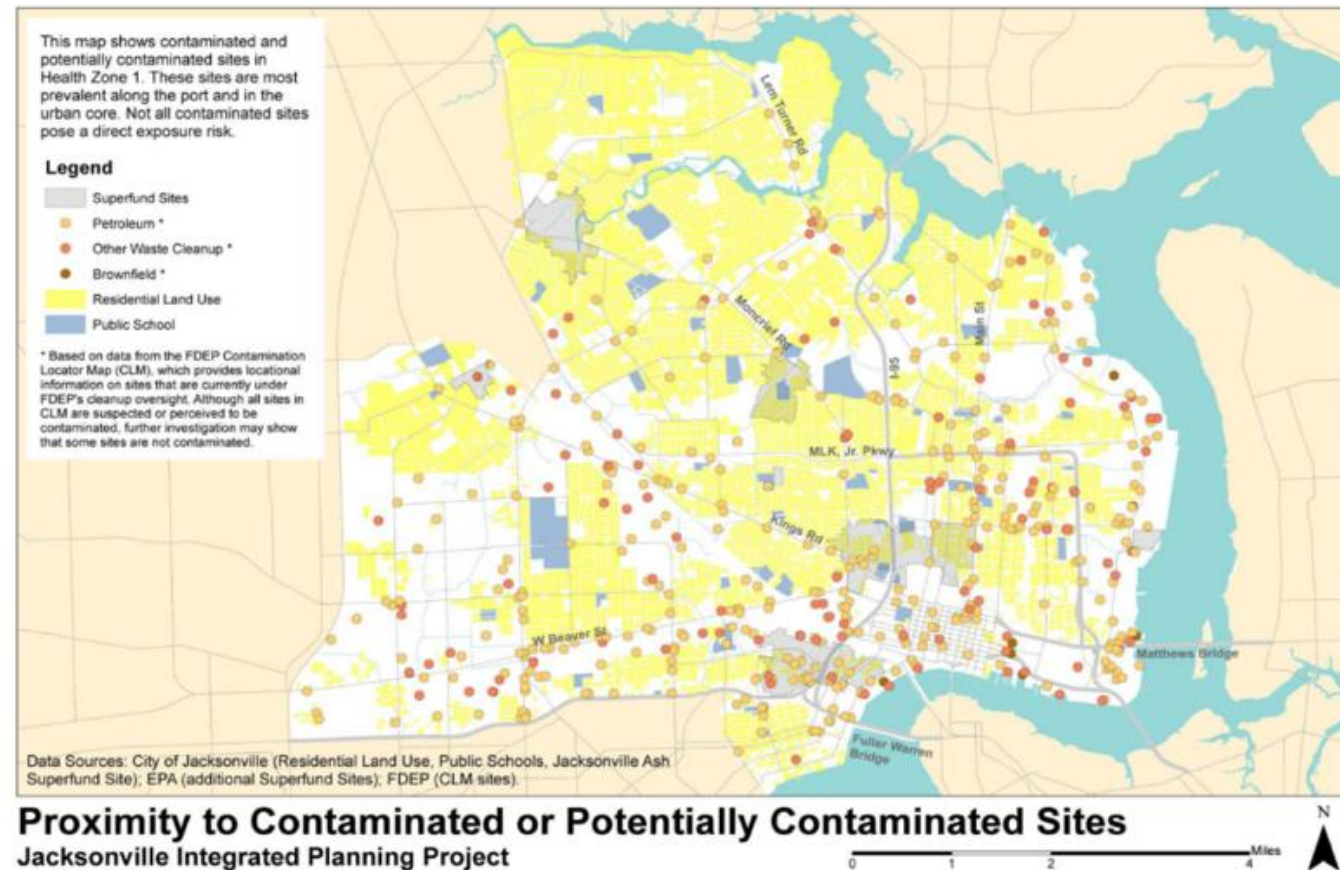 This map shows contaminated and
potentially contaminated sites in
Health Zone 1. These sites are most
prevalent along the port and in the
urban core. Not all contaminated sites
pose a direct exposure risk.
Legend
Superfund Sites
Petroleum *
Other Waste Cleanup *
Brownfield *
Residential Land Use
Public School
* Based on data from the FDEP Contamination
Locator Map (CLM), which provides locational
information on sites that are currently under
FDEP's cleanup oversight. Although all sites in
CLM are suspected or perceived to be
contaminated, further investigation may show
that some sites are not contaminated.
Lem Turner Rd
Moncrief Rd
Main St
I-95
MLK, Jr. Pkwy
Kings Rd
W Beaver St
Matthews Bridge
Fuller Warren
Bridge
Data Sources: City of Jacksonville (Residential Land Use, Public Schools, Jacksonville Ash
Superfund Site); EPA (additional Superfund Sites); FDEP (CLM sites).
Proximity to Contaminated or Potentially Contaminated Sites
Jacksonville Integrated Planning Project
0 1 2 4 Miles
N